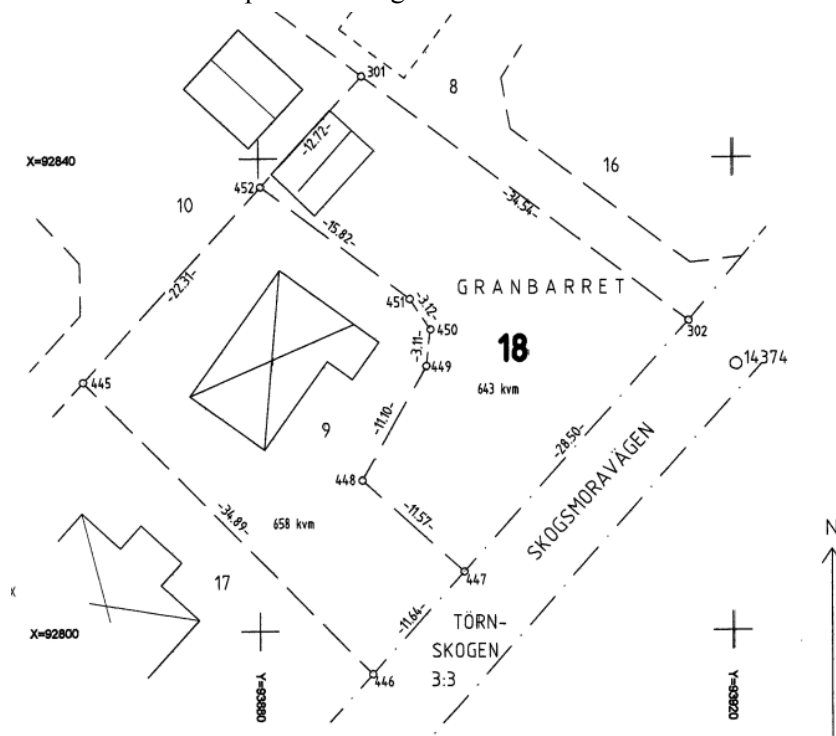 301
8
16
-12.72-
X=92840
452
10
-34.54-
-15.82-
-22.31-
GRANBARRET
451
-3.12-
450
302
18
-3.11-
449
14374
445
643 kvm
-11.10-
9
-28.50-
SKOGSMORAVÄGEN
448
-34.89-
658 kvm
-11.57-
N
17
447
X=92800
-11.64-
TÖRN-
SKOGEN
3:3
446
Y=93880
Y=93920